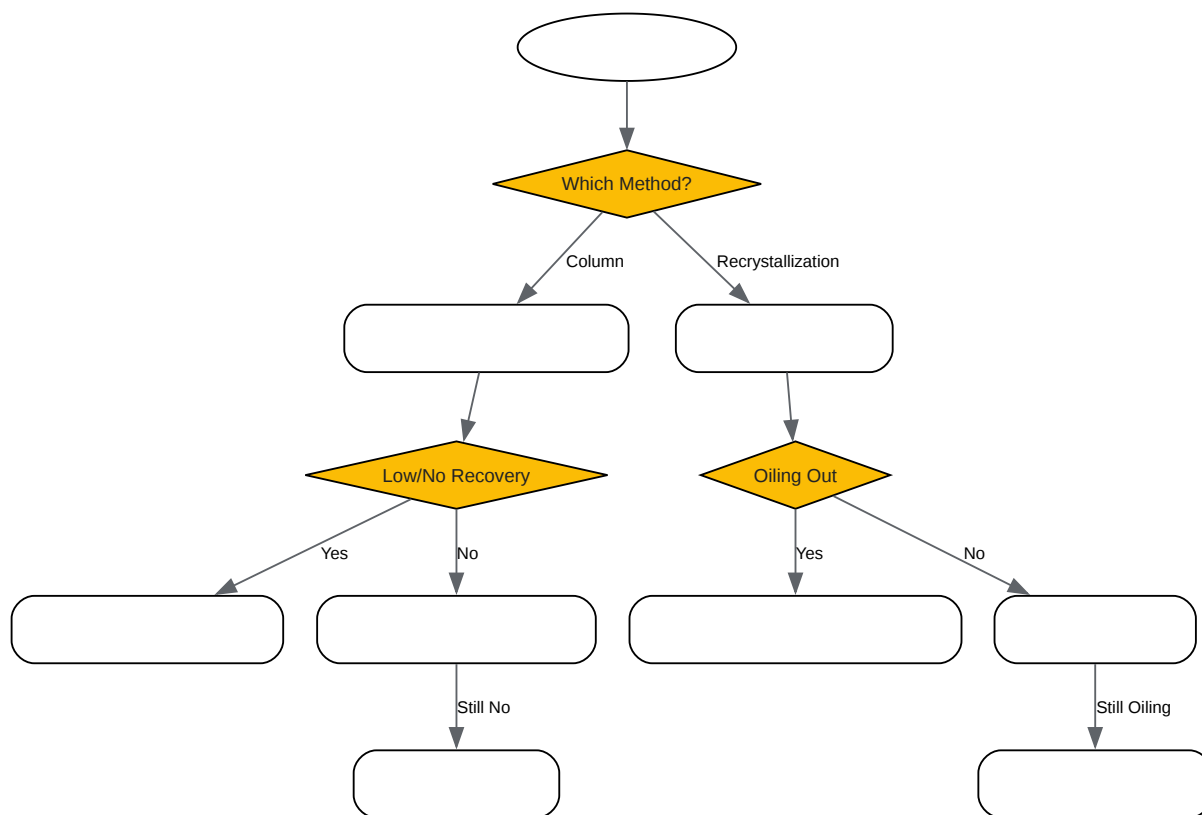 Which Method?
Column
Recrystallization
Low/No Recovery
Oiling Out
Yes
No
Yes
No
Still No
Still Oiling